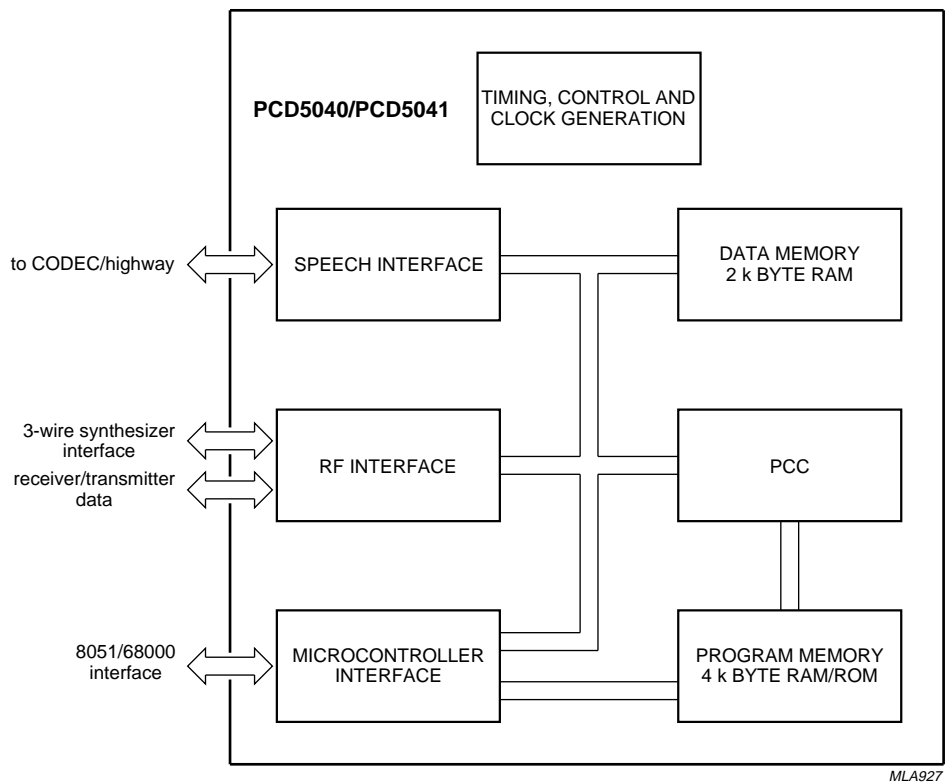 PCD5040/PCD5041
TIMING, CONTROL AND
CLOCK GENERATION
to CODEC/highway
SPEECH INTERFACE
DATA MEMORY
2 k BYTE RAM
3-wire synthesizer
interface
receiver/transmitter
data
RF INTERFACE
PCC
8051/68000
interface
MICROCONTROLLER
INTERFACE
PROGRAM MEMORY
4 k BYTE RAM/ROM
MLA927